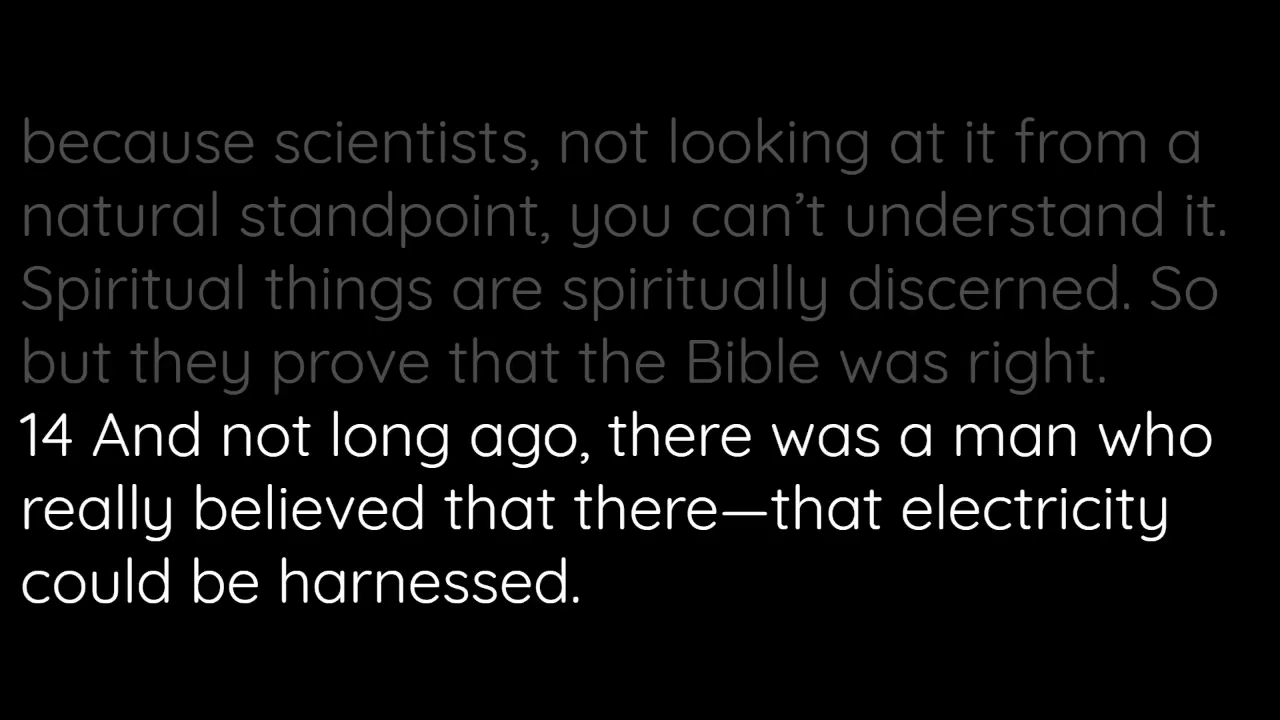 because scientists, not looking at it from a
natural standpoint, you can’t understand it.
Spiritual things are spiritually discerned. So
but they prove that the Bible was right.
14 And not long ago, there was a man who
really believed that there—that electricity
could be harnessed.